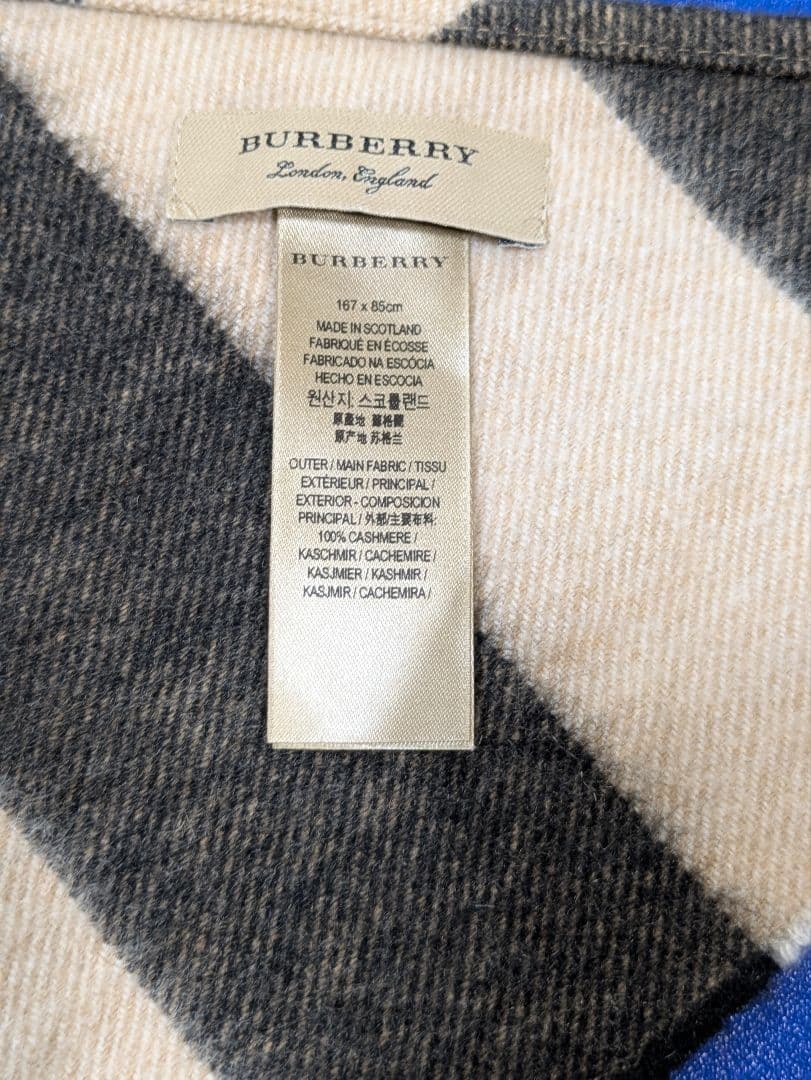 BURBERRY
London, England
BURBERRY
167 x 85cm
MADE IN SCOTLAND
FABRIQUÉ EN ÉCOSSE
FABRICADO NA ESCÓCIA
HECHO EN ESCOCIA
원산지: 스코틀랜드
原產地 蘇格蘭
原产地 苏格兰
OUTER / MAIN FABRIC / TISSU
EXTÉRIEUR / PRINCIPAL /
EXTERIOR - COMPOSICION
PRINCIPAL / 外部/主要布料:
100% CASHMERE /
KASCHMIR / CACHEMIRE /
KASJMIER / KASHMIR /
KASJMIR / CACHEMIRA /